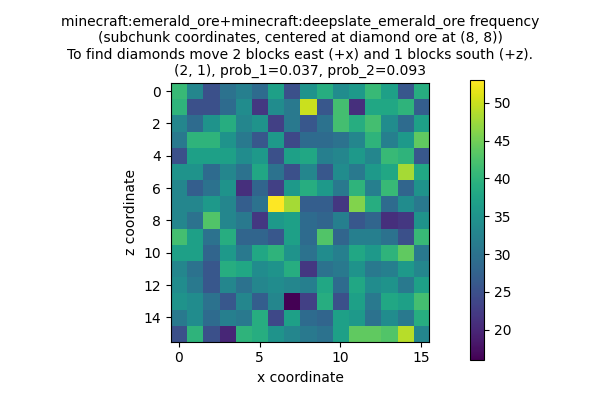 minecraft:emerald_ore+minecraft:deepslate_emerald_ore frequency
(subchunk coordinates, centered at diamond ore at (8, 8))
To find diamonds move 2 blocks east (+x) and 1 blocks south (+z).
(2, 1), prob_1=0.037, prob_2=0.093
0
2
4
6
8
10
12
14
z coordinate
0 5 10 15
x coordinate
50
45
40
35
30
25
20